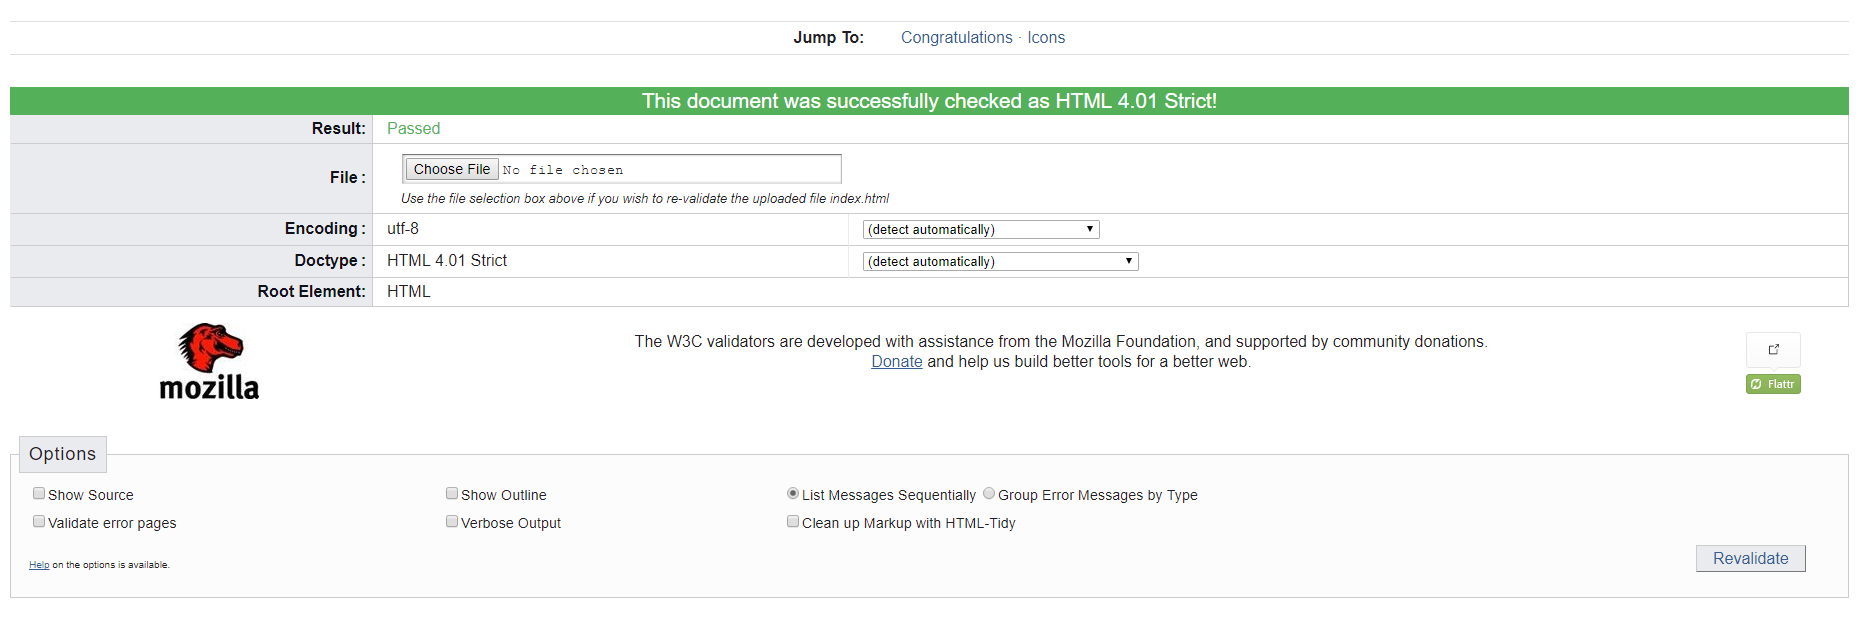 Jump To: Congratulations · Icons
This document was successfully checked as HTML 4.01 Strict!
Result: Passed
File : Choose File No file chosen
Use the file selection box above if you wish to re-validate the uploaded file index.html
Encoding : utf-8 (detect automatically)
Doctype : HTML 4.01 Strict (detect automatically)
Root Element: HTML
mozilla
The W3C validators are developed with assistance from the Mozilla Foundation, and supported by community donations.
Donate and help us build better tools for a better web.
Flattr
Options
Show Source Show Outline List Messages Sequentially Group Error Messages by Type
Validate error pages Verbose Output Clean up Markup with HTML-Tidy
Help on the options is available.
Revalidate